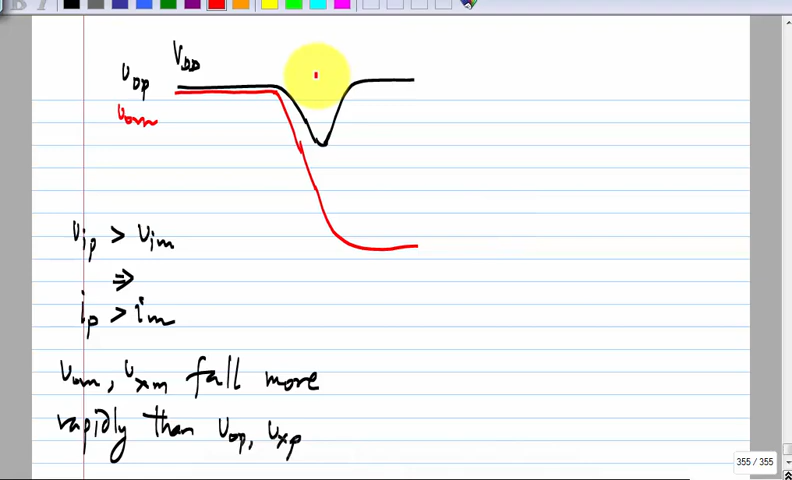 B I
VDD
vop
vom
vip > vim
⇒
ip > im
vom, vxm fall more
rapidly than vop, vxp
355 / 355